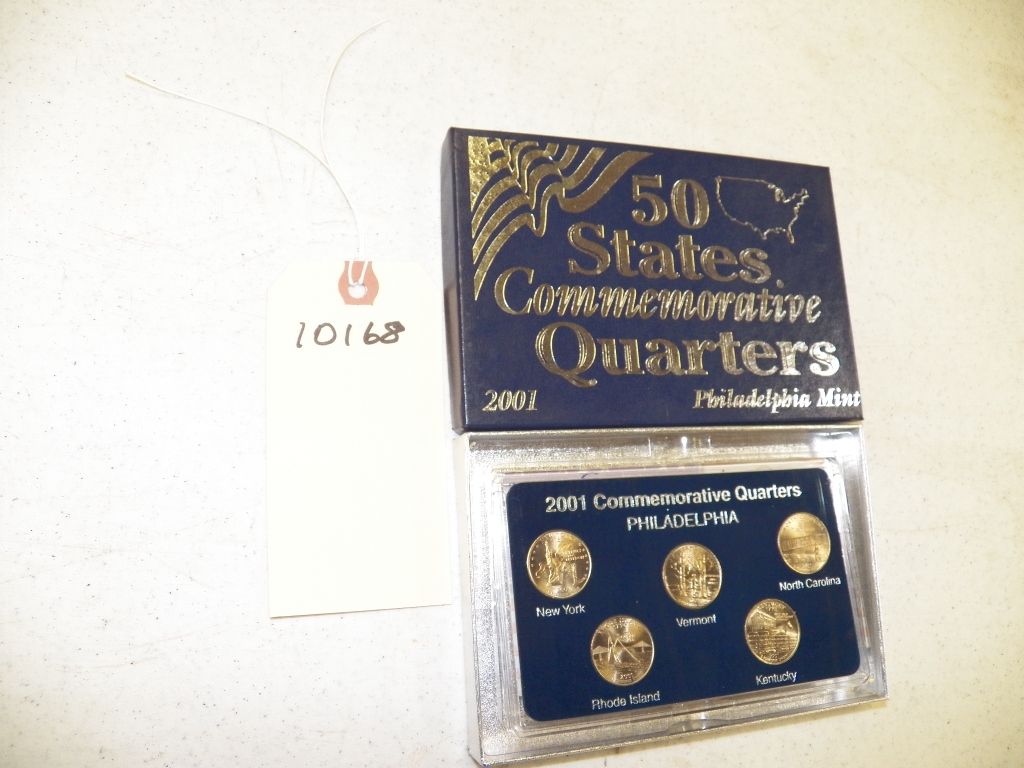 10168
50
States
Commemorative
Quarters
2001 Philadelphia Mint
2001 Commemorative Quarters
PHILADELPHIA
New York
Vermont
North Carolina
Rhode Island
Kentucky